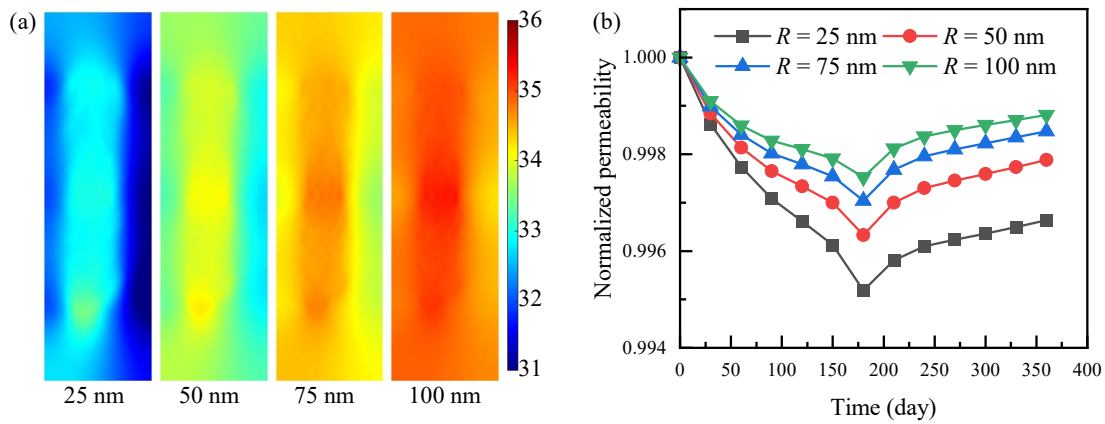 (a)
36
35
34
33
32
31
25 nm
50 nm
75 nm
100 nm
(b)
R = 25 nm
R = 50 nm
R = 75 nm
R = 100 nm
1.000
0.998
0.996
0.994
Normalized permeability
0
50
100
150
200
250
300
350
400
Time (day)